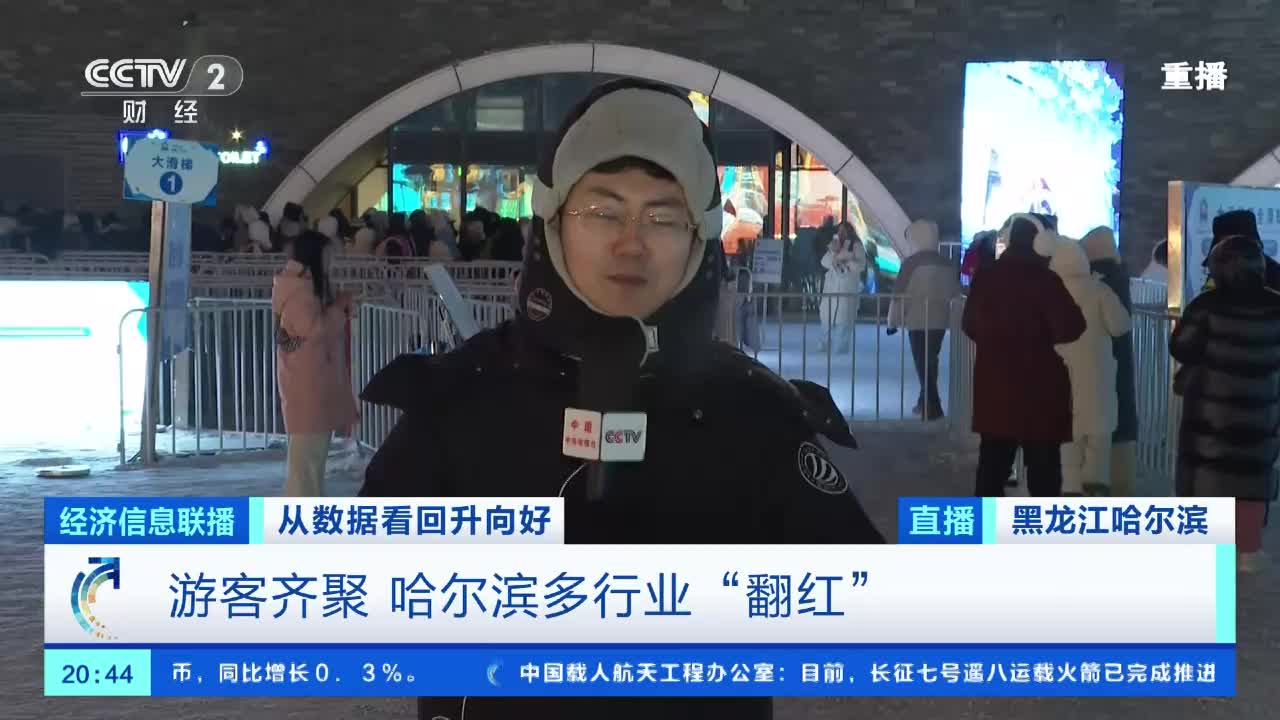 CCTV 2
财经
重播
大滑梯
1
TOILET
中国
CCTV
经济信息联播
从数据看回升向好
直播
黑龙江哈尔滨
游客齐聚 哈尔滨多行业“翻红”
20:44
币，同比增长0．3％。
中国载人航天工程办公室：目前，长征七号遥八运载火箭已完成推进